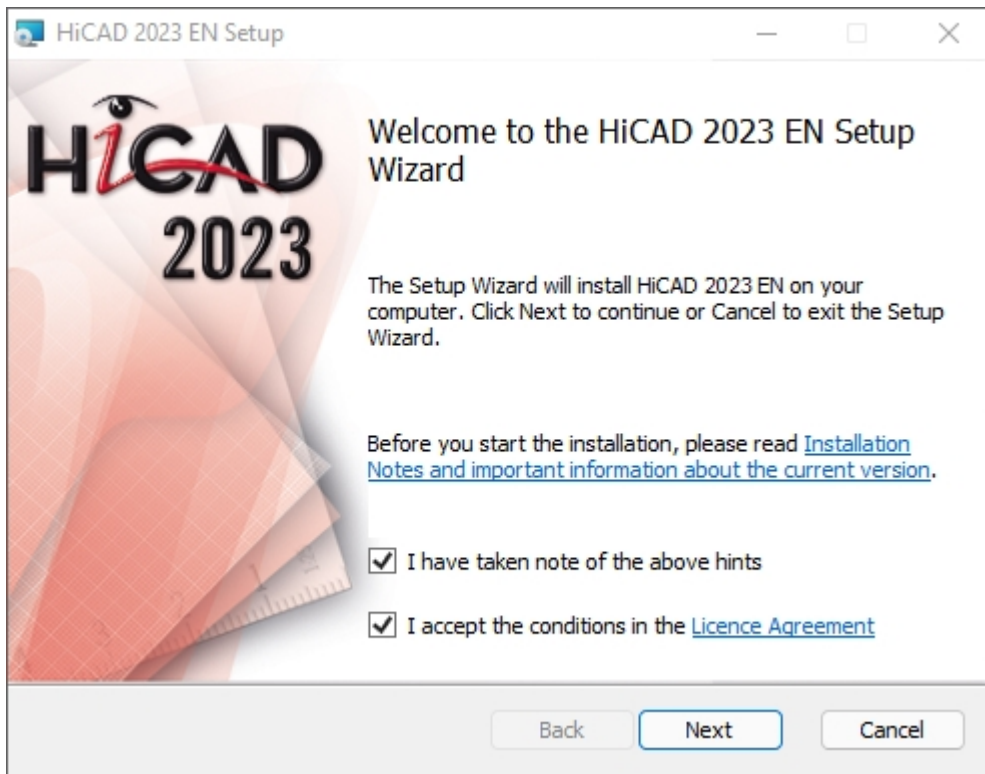 HiCAD 2023 EN Setup
HiCAD
2023
Welcome to the HiCAD 2023 EN Setup
Wizard
The Setup Wizard will install HiCAD 2023 EN on your
computer. Click Next to continue or Cancel to exit the Setup
Wizard.
Before you start the installation, please read Installation
Notes and important information about the current version.
I have taken note of the above hints
I accept the conditions in the Licence Agreement
Back Next Cancel